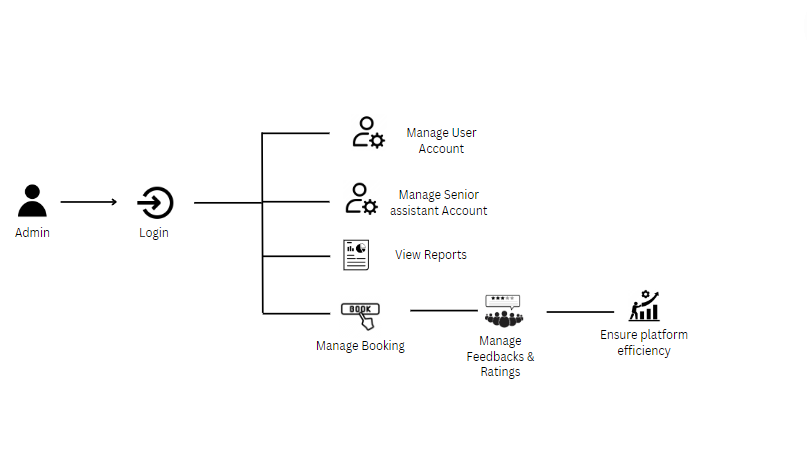 Manage User
Account
Manage Senior
assistant Account
Admin
Login
View Reports
BOOK
Manage Booking
Manage
Feedbacks &
Ratings
Ensure platform
efficiency